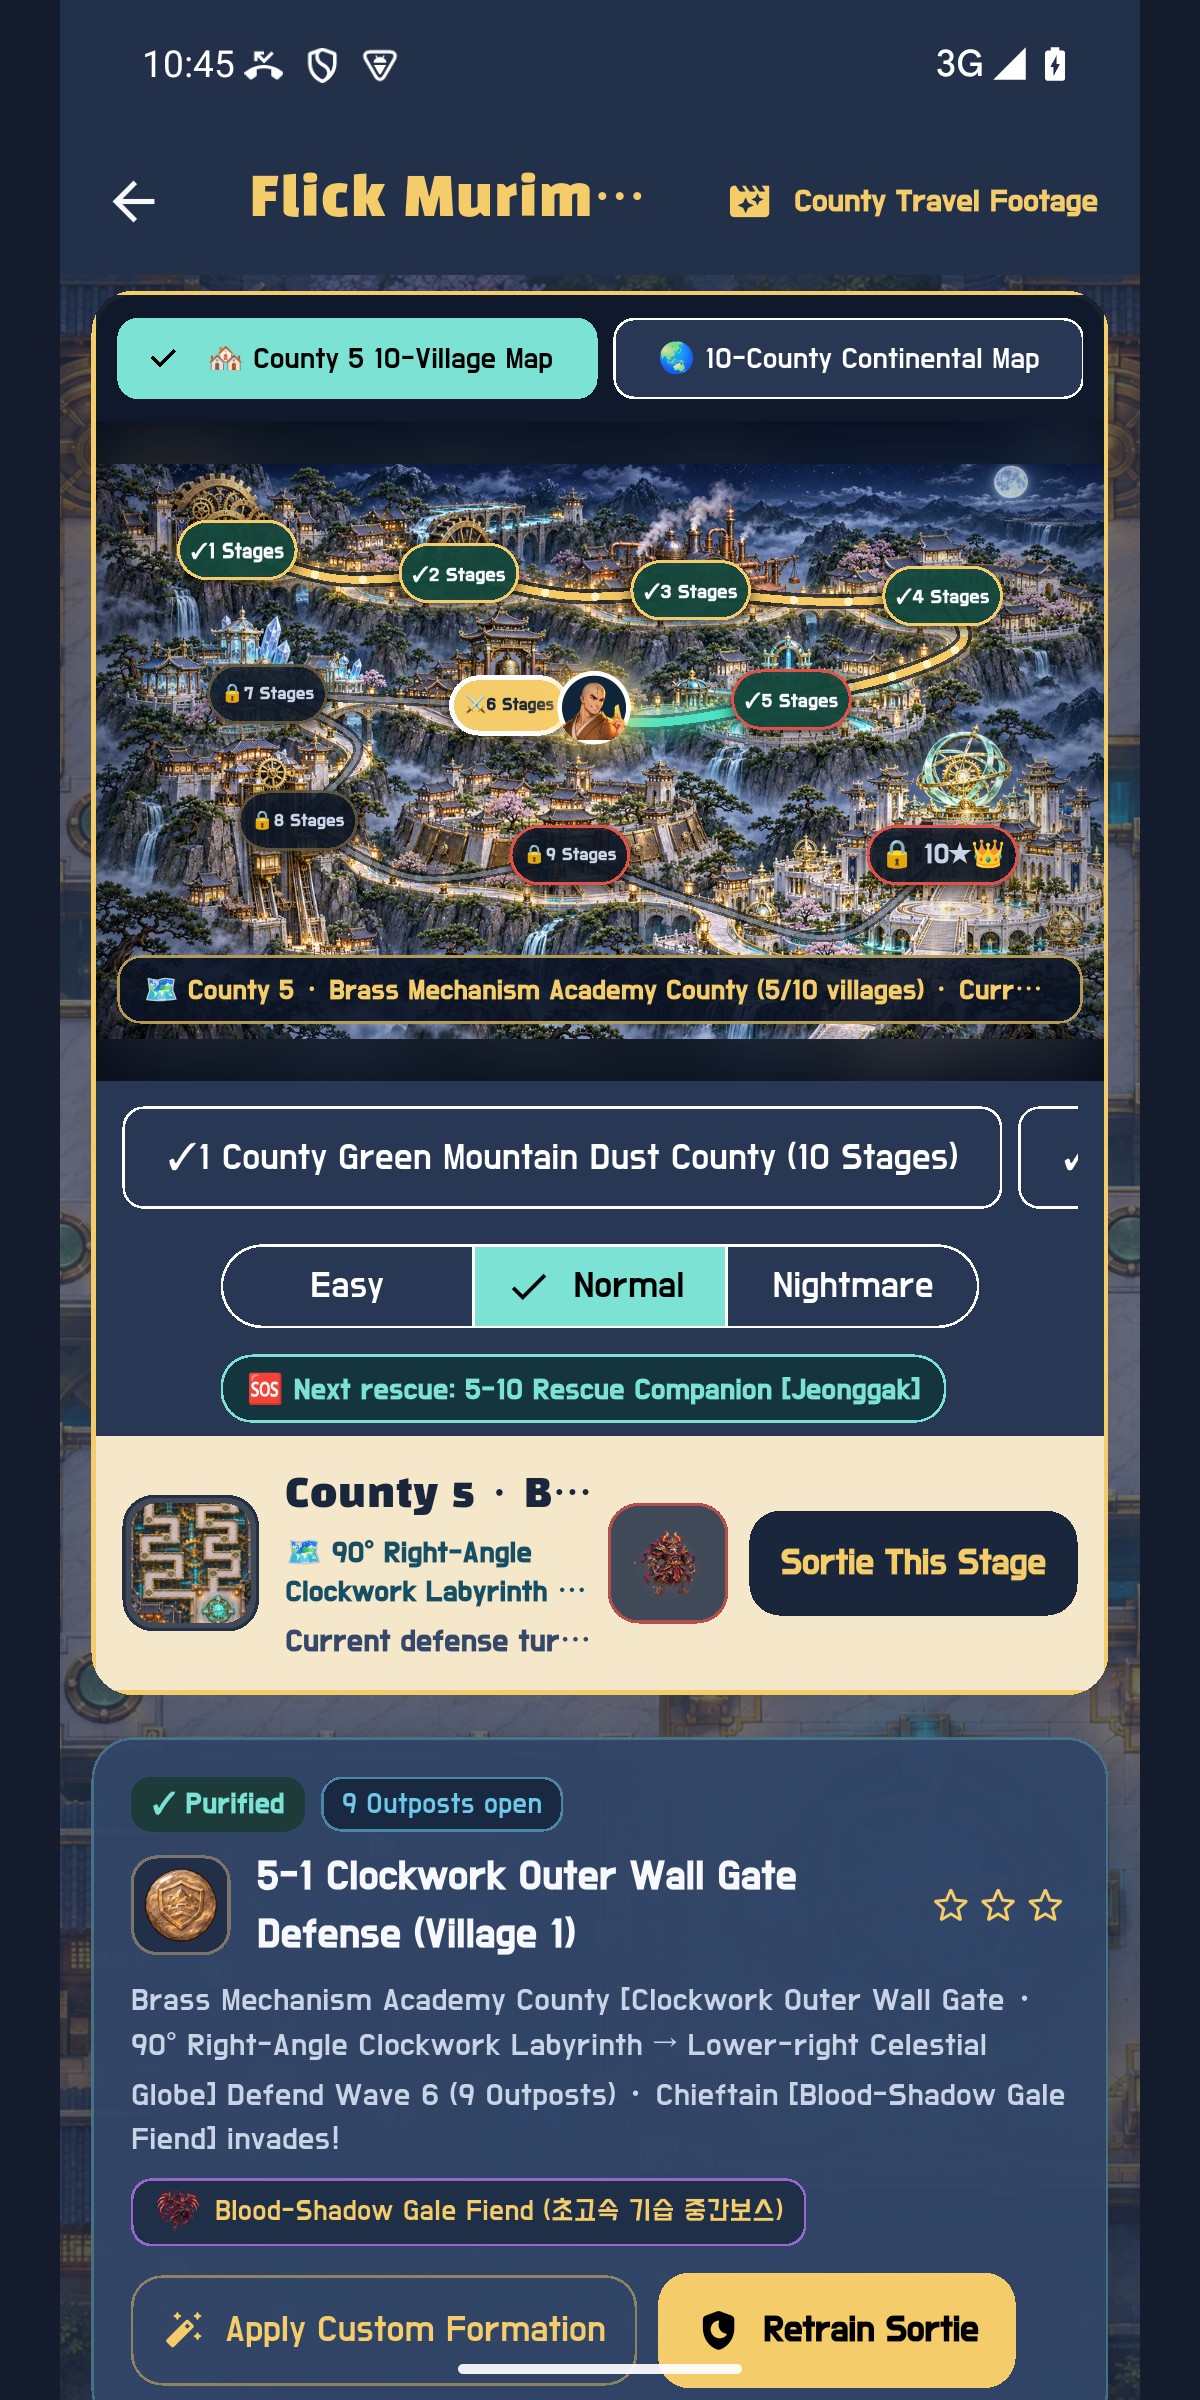 10:45
3G
Flick Murim…
County Travel Footage
County 5 10-Village Map
10-County Continental Map
✓1 Stages
✓2 Stages
✓3 Stages
✓4 Stages
7 Stages
6 Stages
✓5 Stages
8 Stages
9 Stages
10★
County 5 · Brass Mechanism Academy County (5/10 villages) · Curr…
✓1 County Green Mountain Dust County (10 Stages)
Easy
Normal
Nightmare
SOS Next rescue: 5-10 Rescue Companion [Jeonggak]
County 5 · B…
90° Right-Angle
Clockwork Labyrinth …
Current defense tur…
Sortie This Stage
✓ Purified
9 Outposts open
5-1 Clockwork Outer Wall Gate
Defense (Village 1)
Brass Mechanism Academy County [Clockwork Outer Wall Gate ·
90° Right-Angle Clockwork Labyrinth → Lower-right Celestial
Globe] Defend Wave 6 (9 Outposts) · Chieftain [Blood-Shadow Gale
Fiend] invades!
Blood-Shadow Gale Fiend (초고속 기습 중간보스)
Apply Custom Formation
Retrain Sortie